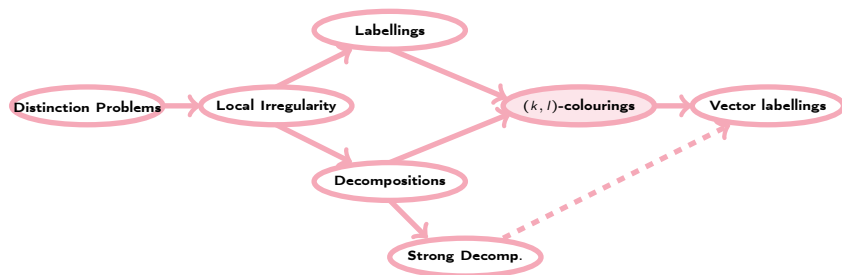 Labellings
Distinction Problems
Local Irregularity
(k, l)-colourings
Vector labellings
Decompositions
Strong Decomp.